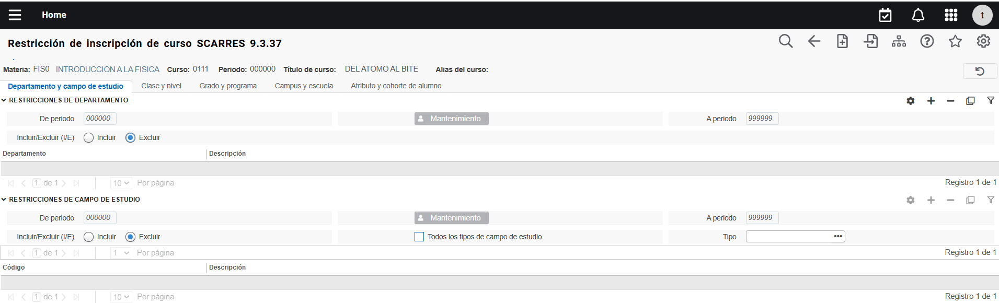 Home
t
Restricción de inscripción de curso SCARRES 9.3.37
Materia: FIS0 INTRODUCCION A LA FISICA Curso: 0111 Periodo: 000000 Título de curso: DEL ATOMO AL BITE Alias del curso:
Departamento y campo de estudio Clase y nivel Grado y programa Campus y escuela Atributo y cohorte de alumno
RESTRICCIONES DE DEPARTAMENTO
De periodo 000000 Mantenimiento A periodo 999999
Incluir/Excluir (I/E) Incluir Excluir
Departamento Descripción
1 de 1 10 Por página Registro 1 de 1
RESTRICCIONES DE CAMPO DE ESTUDIO
De periodo 000000 Mantenimiento A periodo 999999
Incluir/Excluir (I/E) Incluir Excluir Todos los tipos de campo de estudio Tipo
1 de 1 1 Por página Registro 1 de 1
Código Descripción
1 de 1 10 Por página Registro 1 de 1